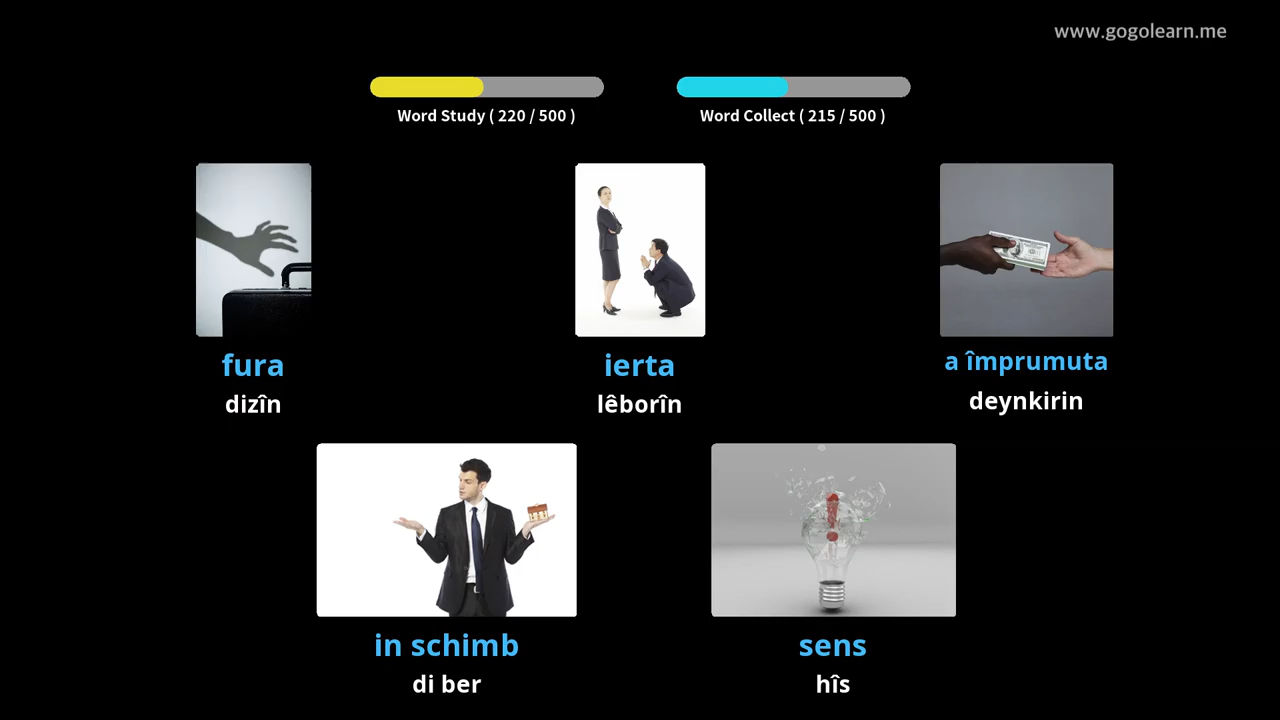 www.gogolearn.me
Word Study ( 220 / 500 )
Word Collect ( 215 / 500 )
fura
dizîn
ierta
lêborîn
a împrumuta
deynkirin
in schimb
di ber
sens
hîs